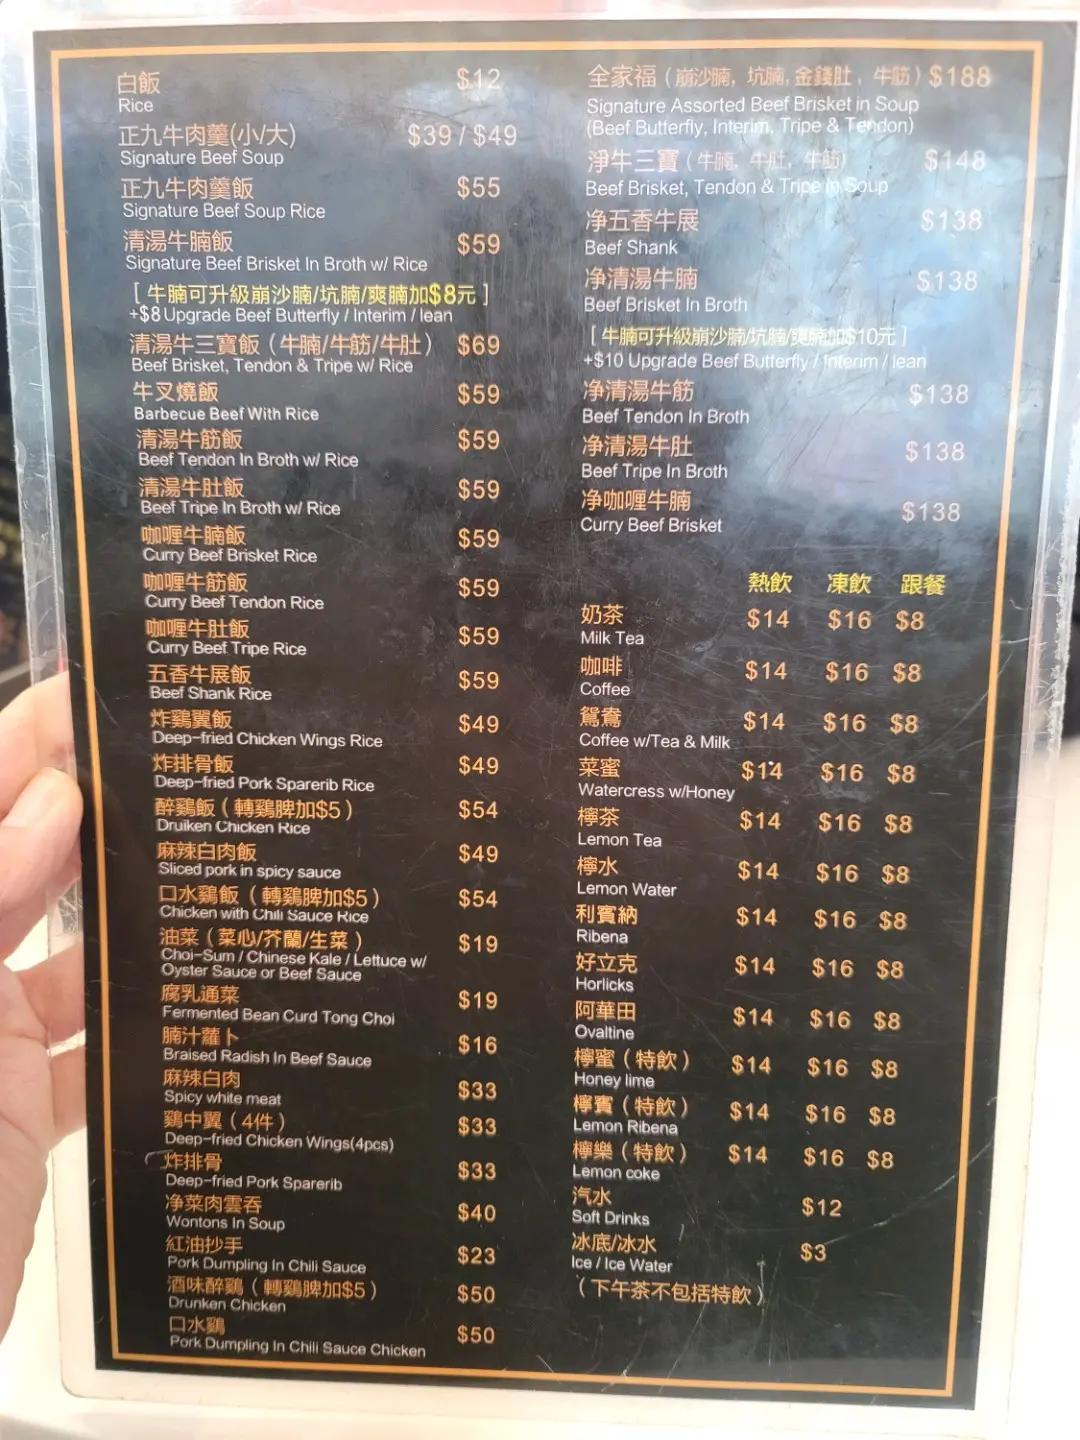 白飯 $12
Rice
正九牛肉羹(小/大) $39 / $49
Signature Beef Soup
正九牛肉羹飯 $55
Signature Beef Soup Rice
清湯牛腩飯 $59
Signature Beef Brisket In Broth w/ Rice
[ 牛腩可升級崩沙腩/坑腩/爽腩加$8元 ]
+$8 Upgrade Beef Butterfly / Interim / lean
清湯牛三寶飯 ( 牛腩/牛筋/牛肚 ) $69
Beef Brisket, Tendon & Tripe w/ Rice
牛叉燒飯 $59
Barbecue Beef With Rice
清湯牛筋飯 $59
Beef Tendon In Broth w/ Rice
清湯牛肚飯 $59
Beef Tripe In Broth w/ Rice
咖喱牛腩飯 $59
Curry Beef Brisket Rice
咖喱牛筋飯 $59
Curry Beef Tendon Rice
咖喱牛肚飯 $59
Curry Beef Tripe Rice
五香牛展飯 $59
Beef Shank Rice
炸鷄翼飯 $49
Deep-fried Chicken Wings Rice
炸排骨飯 $49
Deep-fried Pork Sparerib Rice
醉鷄飯 ( 轉鷄脾加$5 ) $54
Druiken Chicken Rice
麻辣白肉飯 $49
Sliced pork in spicy sauce
口水鷄飯 ( 轉鷄脾加$5 ) $54
Chicken with Chili Sauce Rice
油菜 ( 菜心/芥蘭/生菜 ) $19
Choi-Sum / Chinese Kale / Lettuce w/
Oyster Sauce or Beef Sauce
腐乳通菜 $19
Fermented Bean Curd Tong Choi
腩汁蘿卜 $16
Braised Radish In Beef Sauce
麻辣白肉 $33
Spicy white meat
鷄中翼 ( 4件 ) $33
Deep-fried Chicken Wings(4pcs)
炸排骨 $33
Deep-fried Pork Sparerib
净菜肉雲吞 $40
Wontons In Soup
紅油抄手 $23
Pork Dumpling In Chili Sauce
酒味醉鷄 ( 轉鷄脾加$5 ) $50
Drunken Chicken
口水鷄 $50
Pork Dumpling In Chili Sauce Chicken
全家福 ( 崩沙腩, 坑腩, 金錢肚, 牛筋 ) $188
Signature Assorted Beef Brisket in Soup
(Beef Butterfly, Interim, Tripe & Tendon)
淨牛三寶 ( 牛腩, 牛肚, 牛筋) $148
Beef Brisket, Tendon & Tripe in Soup
净五香牛展 $138
Beef Shank
净清湯牛腩 $138
Beef Brisket In Broth
[ 牛腩可升級崩沙腩/坑腩/爽腩加$10元 ]
+$10 Upgrade Beef Butterfly / Interim / lean
净清湯牛筋 $138
Beef Tendon In Broth
净清湯牛肚 $138
Beef Tripe In Broth
净咖喱牛腩 $138
Curry Beef Brisket
熱飲 凍飲 跟餐
奶茶 $14 $16 $8
Milk Tea
咖啡 $14 $16 $8
Coffee
鴛鴦 $14 $16 $8
Coffee w/Tea & Milk
菜蜜 $14 $16 $8
Watercress w/Honey
檸茶 $14 $16 $8
Lemon Tea
檸水 $14 $16 $8
Lemon Water
利賓納 $14 $16 $8
Ribena
好立克 $14 $16 $8
Horlicks
阿華田 $14 $16 $8
Ovaltine
檸蜜 ( 特飲 ) $14 $16 $8
Honey lime
檸賓 ( 特飲 ) $14 $16 $8
Lemon Ribena
檸樂 ( 特飲 ) $14 $16 $8
Lemon coke
汽水 $12
Soft Drinks
冰底/冰水 $3
Ice / Ice Water
( 下午茶不包括特飲 )